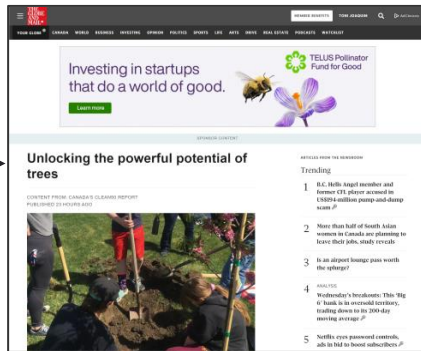 THE
GLOBE
AND
MAIL*
MEMBER BENEFITS TOM JOAQUIM
YOUR GLOBE CANADA WORLD BUSINESS INVESTING OPINION POLITICS SPORTS LIFE ARTS DRIVE REAL ESTATE PODCASTS WATCHLIST
Investing in startups
that do a world of good.
Learn more
TELUS Pollinator
Fund for Good
SPONSOR CONTENT
Unlocking the powerful potential of
trees
CONTENT FROM: CANADA'S CLEAN50 REPORT
PUBLISHED 23 HOURS AGO
ARTICLES FROM THE NEWSROOM
Trending
1 B.C. Hells Angel member and
former CFL player accused in
US$194-million pump-and-dump
scam
2 More than half of South Asian
women in Canada are planning to
leave their jobs, study reveals
3 Is an airport lounge pass worth
the splurge?
4 ANALYSIS
Wednesday's breakouts: This 'Big
6' bank is in oversold territory,
trading down to its 200-day
moving average
5 Netflix eyes password controls,
ads in bid to boost subscribers